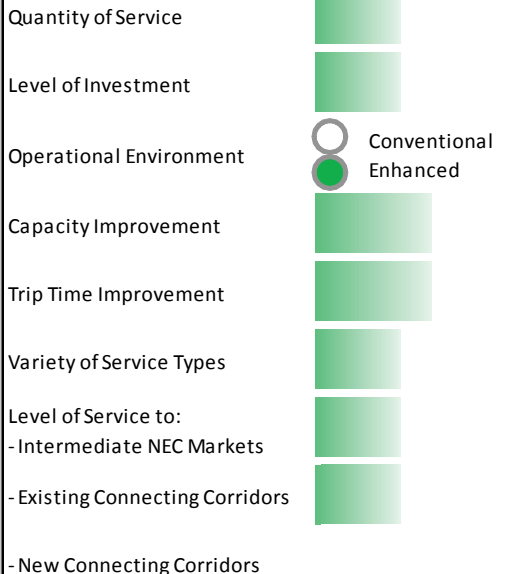 Quantity of Service
Level of Investment
Conventional
Operational Environment
Enhanced
Capacity Improvement
Trip Time Improvement
Variety of Service Types
Level of Service to:
- Intermediate NEC Markets
- Existing Connecting Corridors
- New Connecting Corridors